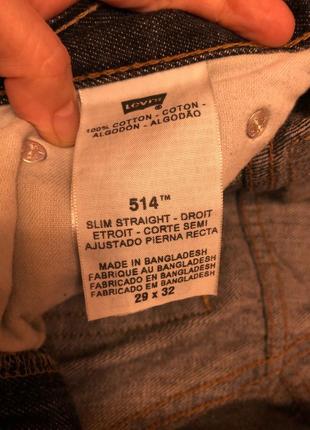 Levi's
100% COTTON - COTON -
ALGODÓN - ALGODÃO
514™
SLIM STRAIGHT - DROIT
ETROIT - CORTE SEMI
AJUSTADO PIERNA RECTA
MADE IN BANGLADESH
FABRIQUE AU BANGLADESH
FABRICADO EN BANGLADESH
FABRICADO EM BANGLADESH
29 X 32